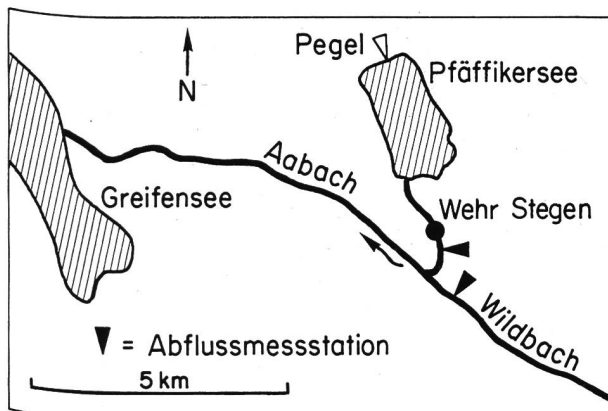 Pegel
Pfäffikersee
N
Aabach
Greifensee
Wehr Stegen
Wildbach
= Abflussmessstation
5 km